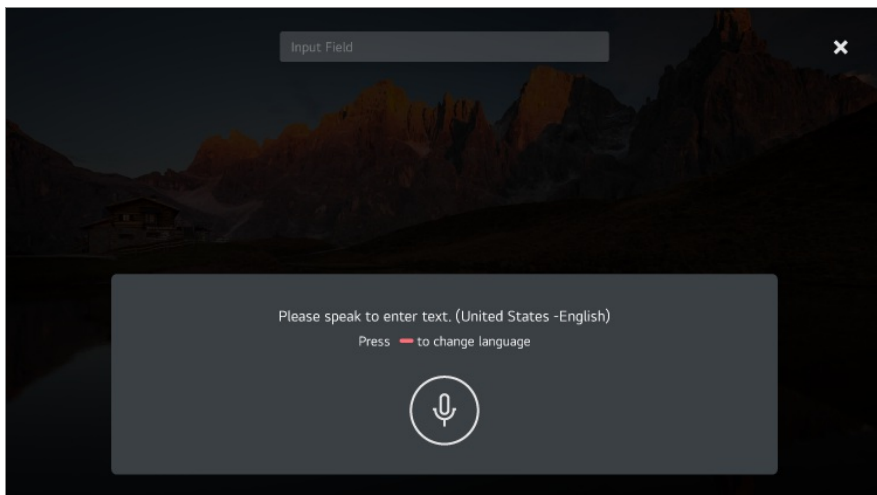 Input Field
Please speak to enter text. (United States -English)
Press to change language